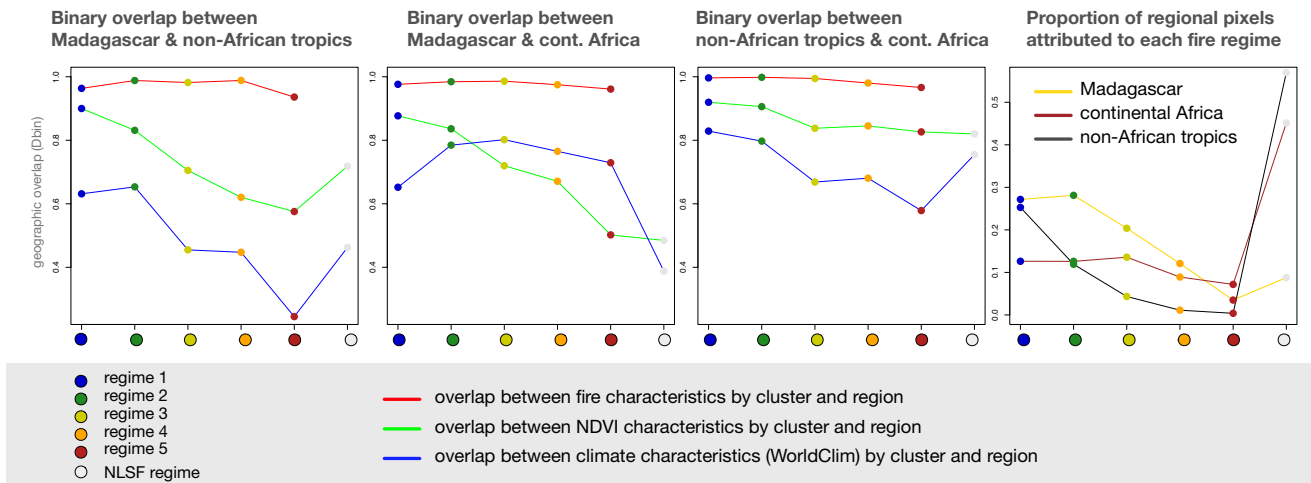 Binary overlap between
Madagascar & non-African tropics
Binary overlap between
Madagascar & cont. Africa
Binary overlap between
non-African tropics & cont. Africa
Proportion of regional pixels
attributed to each fire regime
geographic overlap (Dbin)
1.0
0.8
0.6
0.4
1.0
0.8
0.6
0.4
1.0
0.8
0.6
0.4
0.5
0.4
0.3
0.2
0.1
0.0
Madagascar
continental Africa
non-African tropics
regime 1
regime 2
regime 3
regime 4
regime 5
NLSF regime
overlap between fire characteristics by cluster and region
overlap between NDVI characteristics by cluster and region
overlap between climate characteristics (WorldClim) by cluster and region